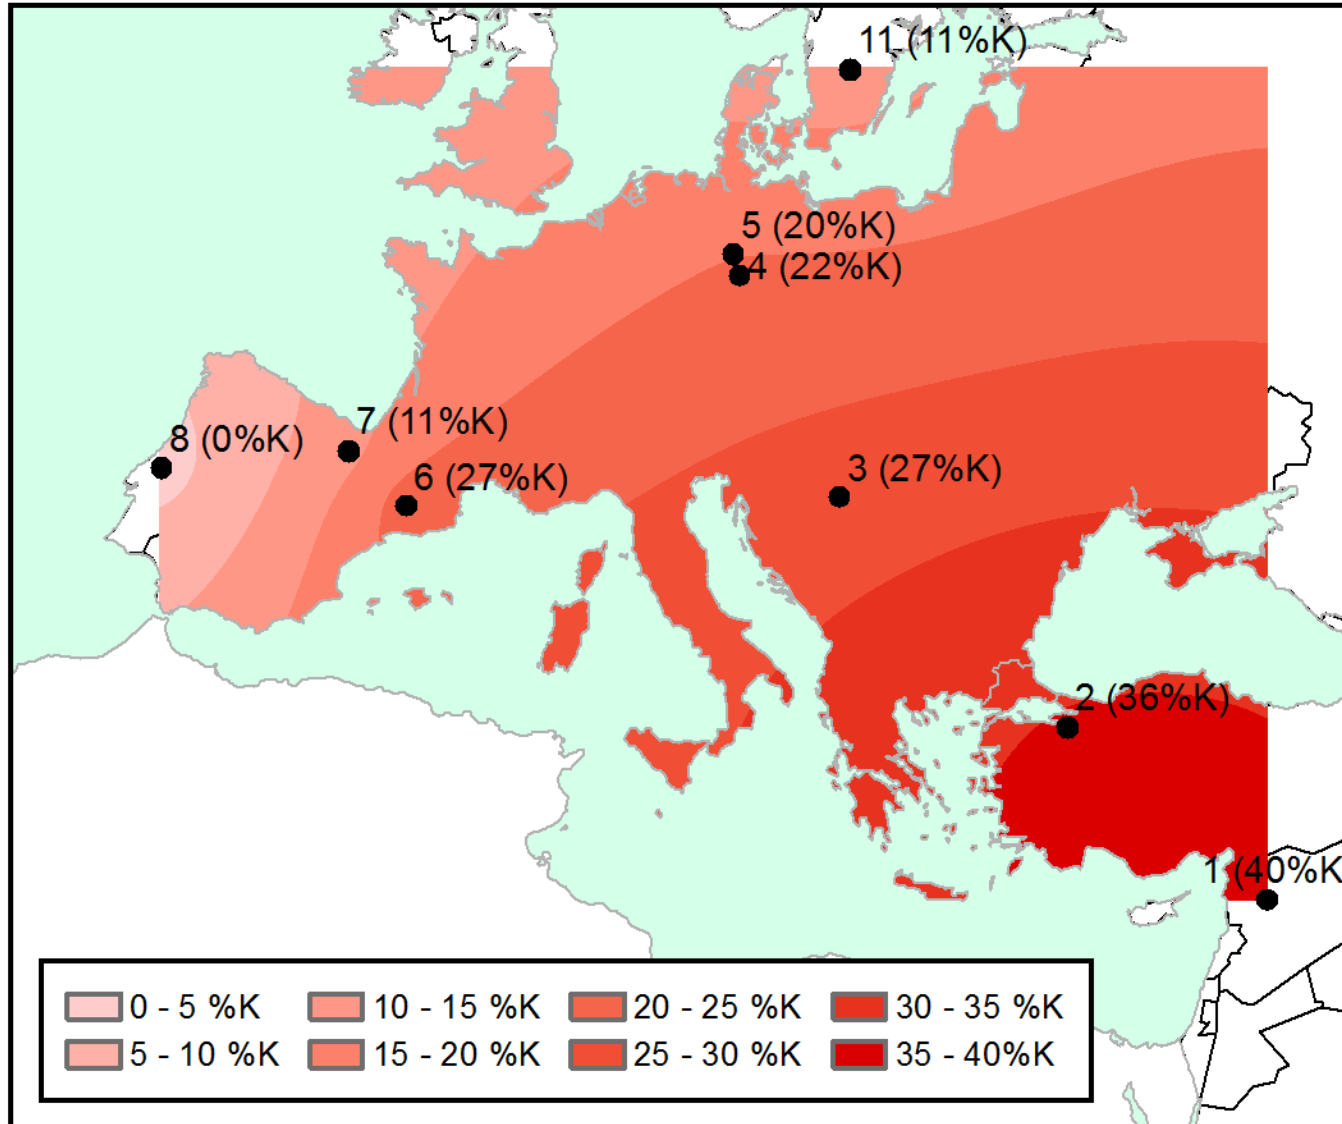 11 (11%K)
5 (20%K)
4 (22%K)
7 (11%K)
8 (0%K)
6 (27%K)
3 (27%K)
2 (36%K)
1 (40%K
0 - 5 %K
10 - 15 %K
20 - 25 %K
30 - 35 %K
5 - 10 %K
15 - 20 %K
25 - 30 %K
35 - 40%K